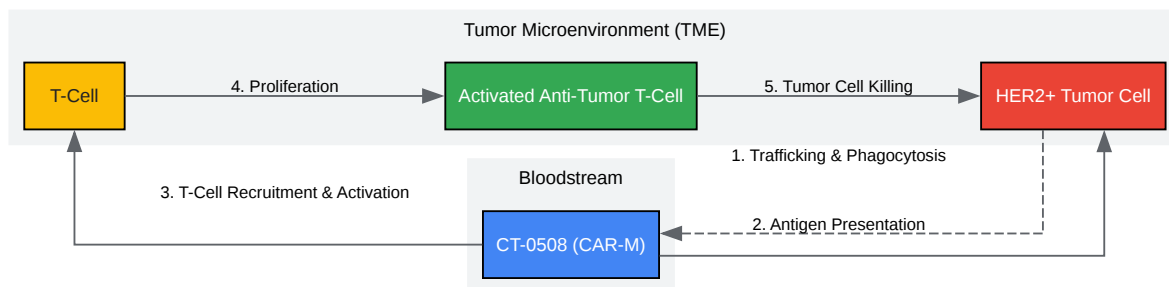 Tumor Microenvironment (TME)
T-Cell
4. Proliferation
Activated Anti-Tumor T-Cell
5. Tumor Cell Killing
HER2+ Tumor Cell
1. Trafficking & Phagocytosis
Bloodstream
3. T-Cell Recruitment & Activation
2. Antigen Presentation
CT-0508 (CAR-M)